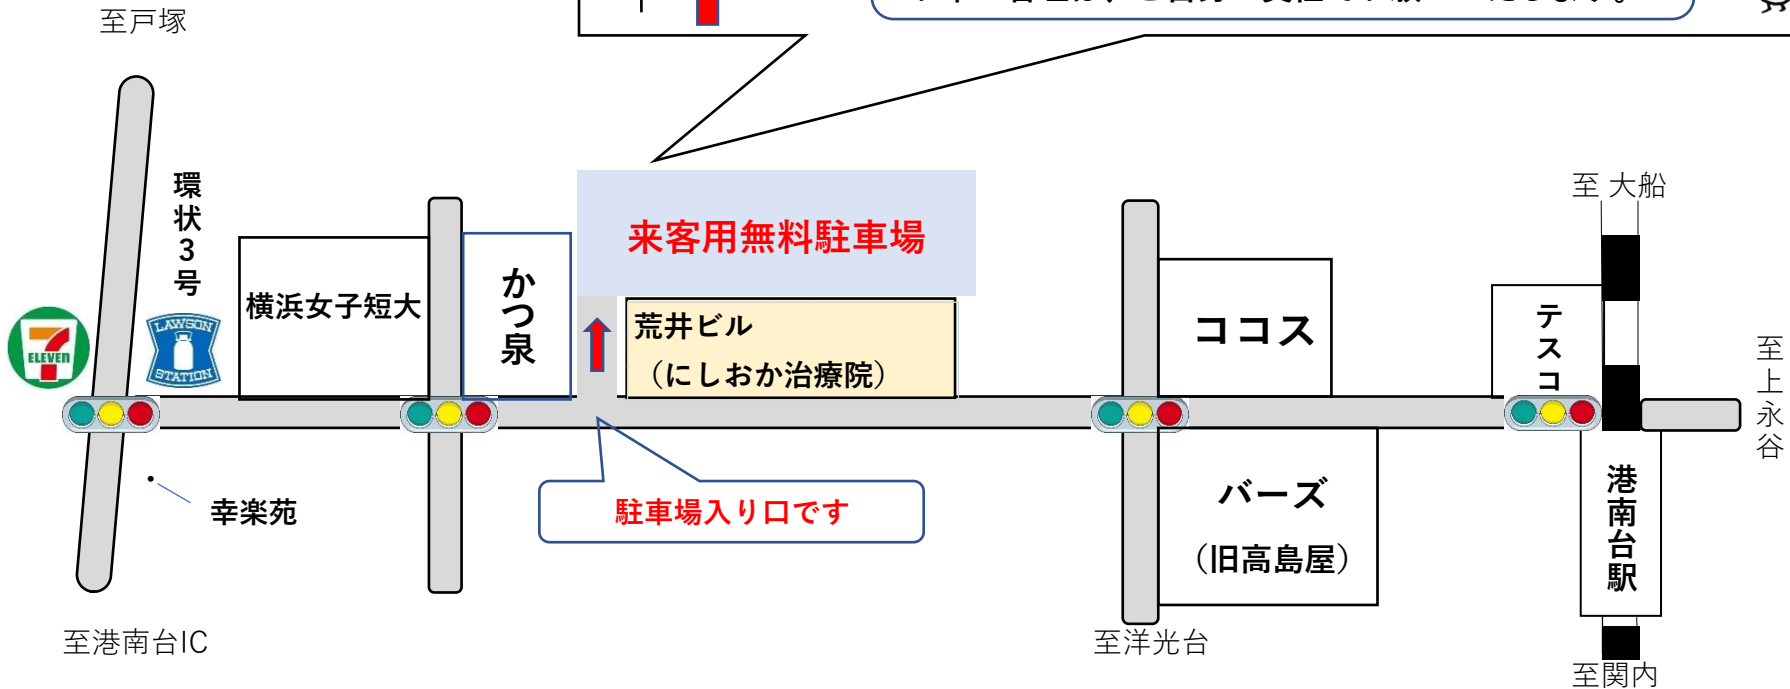 至戸塚
環状3号
至 大船
来客用無料駐車場
横浜女子短大
かつ泉
荒井ビル
（にしおか治療院）
ココス
テスコ
至上永谷
7
ELEVEN
LAWSON
STATION
幸楽苑
駐車場入り口です
バーズ
（旧高島屋）
港南台駅
至港南台IC
至洋光台
至関内